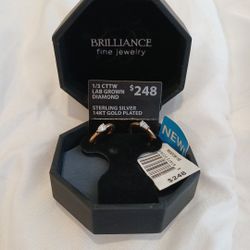 BRILLIANCE
fine jewelry
1/3 CTTW
LAB GROWN
DIAMOND
$248
STERLING SILVER
14KT GOLD PLATED
NEW!
$248